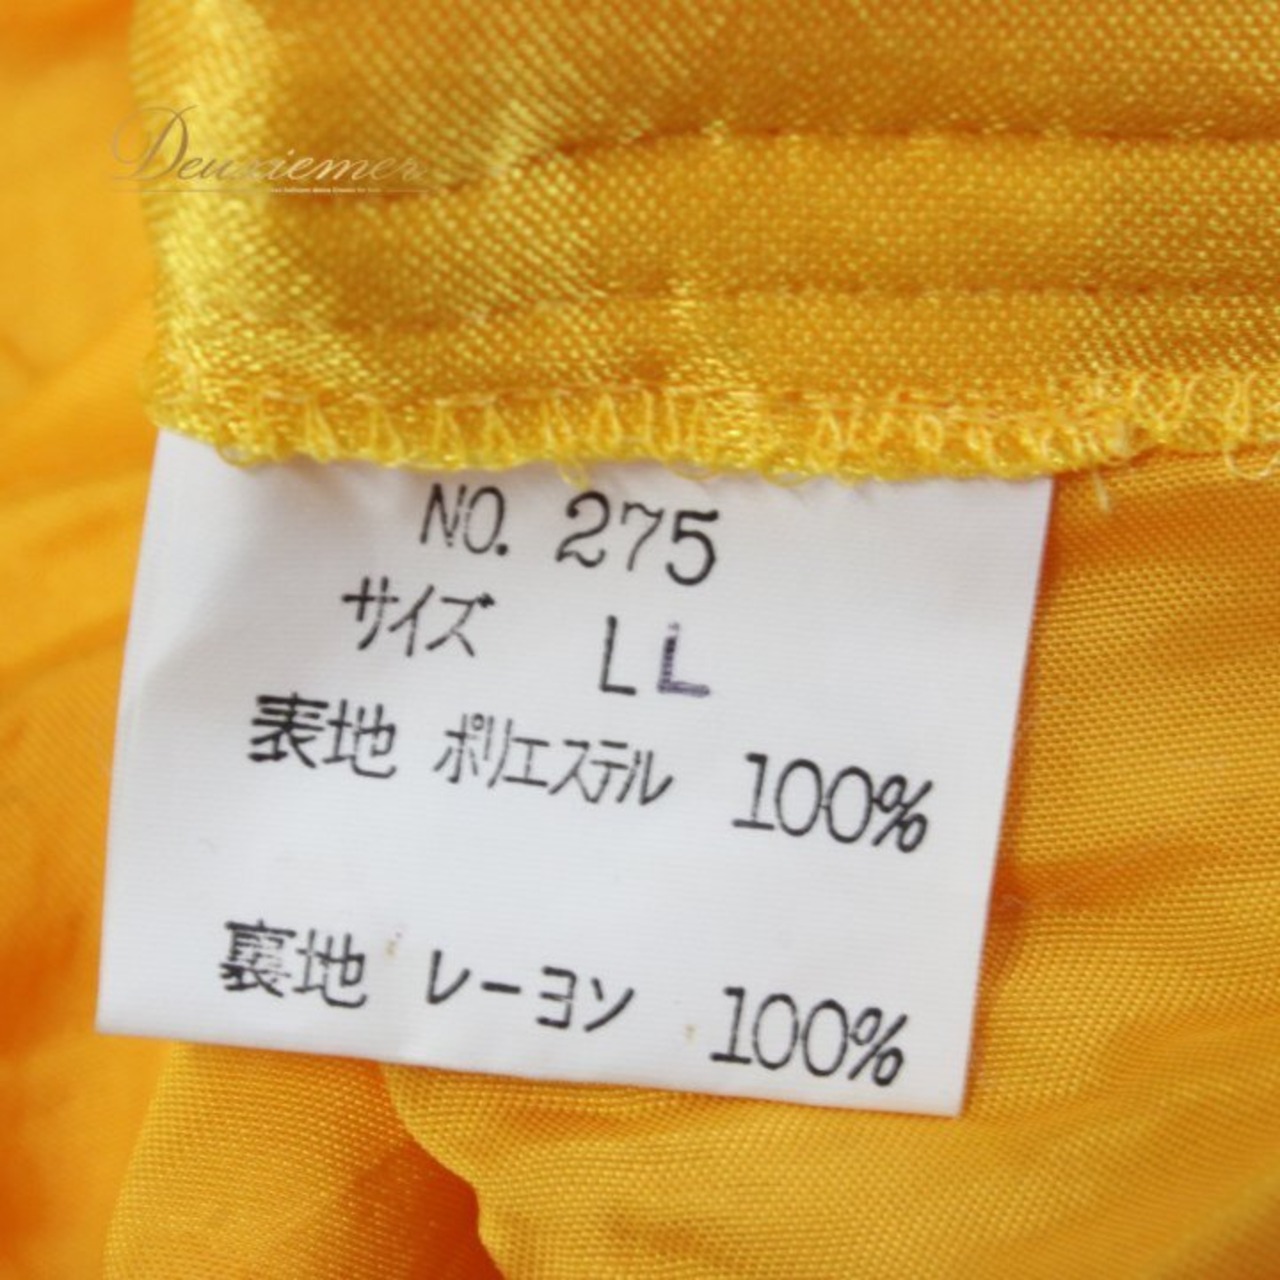 Deuxiemer
NO. 275
サイズ LL
表地 ポリエステル 100%
裏地 レーヨン 100%